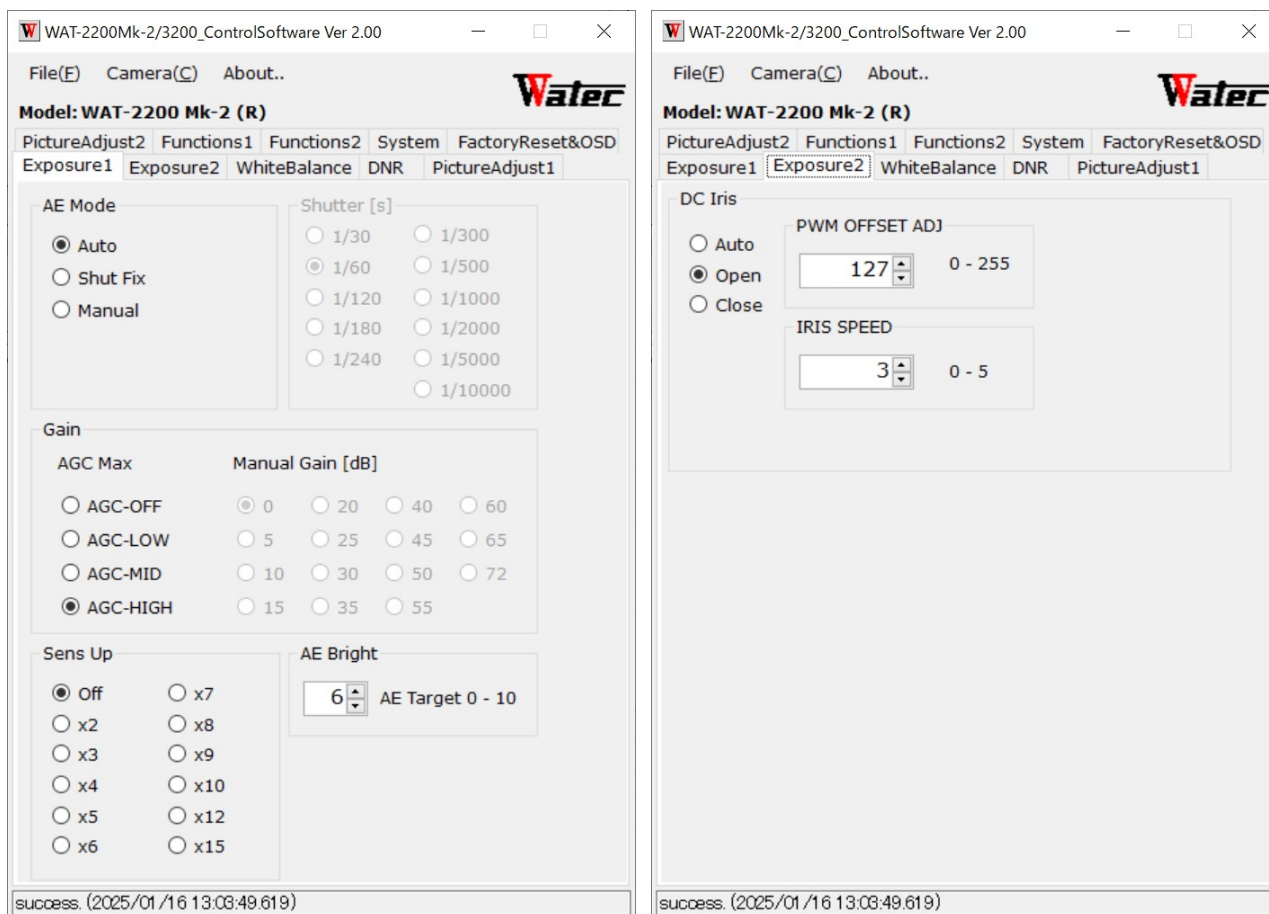 WAT-2200Mk-2/3200_ControlSoftware Ver 2.00
File(F) Camera(C) About..
Watec
Model: WAT-2200 Mk-2 (R)
PictureAdjust2 Functions1 Functions2 System FactoryReset&OSD
Exposure1 Exposure2 WhiteBalance DNR PictureAdjust1
AE Mode
Auto
Shut Fix
Manual
Shutter [s]
1/30 1/300
1/60 1/500
1/120 1/1000
1/180 1/2000
1/240 1/5000
1/10000
Gain
AGC Max Manual Gain [dB]
AGC-OFF 0 20 40 60
AGC-LOW 5 25 45 65
AGC-MID 10 30 50 72
AGC-HIGH 15 35 55
Sens Up
Off x7
x2 x8
x3 x9
x4 x10
x5 x12
x6 x15
AE Bright
6 AE Target 0 - 10
success. (2025/01/16 13:03:49.619)
WAT-2200Mk-2/3200_ControlSoftware Ver 2.00
File(F) Camera(C) About..
Watec
Model: WAT-2200 Mk-2 (R)
PictureAdjust2 Functions1 Functions2 System FactoryReset&OSD
Exposure1 Exposure2 WhiteBalance DNR PictureAdjust1
DC Iris
Auto
Open
Close
PWM OFFSET ADJ
127 0 - 255
IRIS SPEED
3 0 - 5
success. (2025/01/16 13:03:49.619)